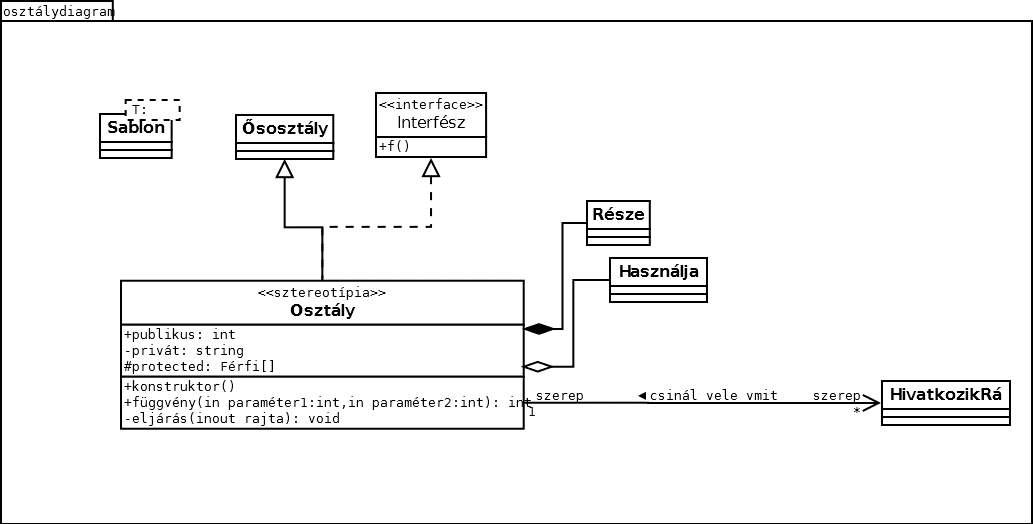 osztálydiagram
T:
Sablon
Ősosztály
<<interface>>
Interfész
+f()
Része
Használja
<<sztereotípia>>
Osztály
+publikus: int
-privát: string
#protected: Férfi[]
+konstruktor()
+függvény(in paraméter1:int,in paraméter2:int): int
-eljárás(inout rajta): void
szerep
1
◄csinál vele vmit
szerep
*
HivatkozikRá